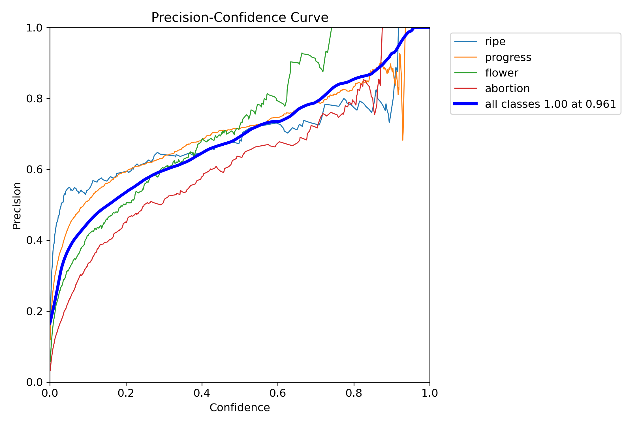 Precision-Confidence Curve
1.0
0.8
0.6
0.4
0.2
0.0
Precision
0.0 0.2 0.4 0.6 0.8 1.0
Confidence
ripe
progress
flower
abortion
all classes 1.00 at 0.961